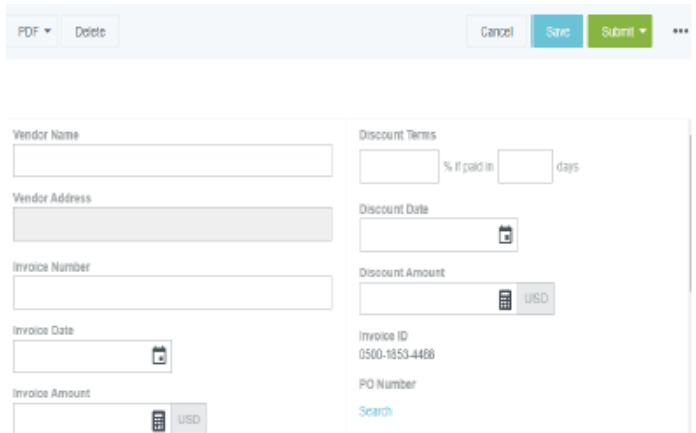 PDF Delete Cancel Save Submit
Vendor Name
Vendor Address
Invoice Number
Invoice Date
Invoice Amount
USD
Discount Terms
% if paid in days
Discount Date
Discount Amount
USD
Invoice ID
0500-1853-4468
PO Number
Search